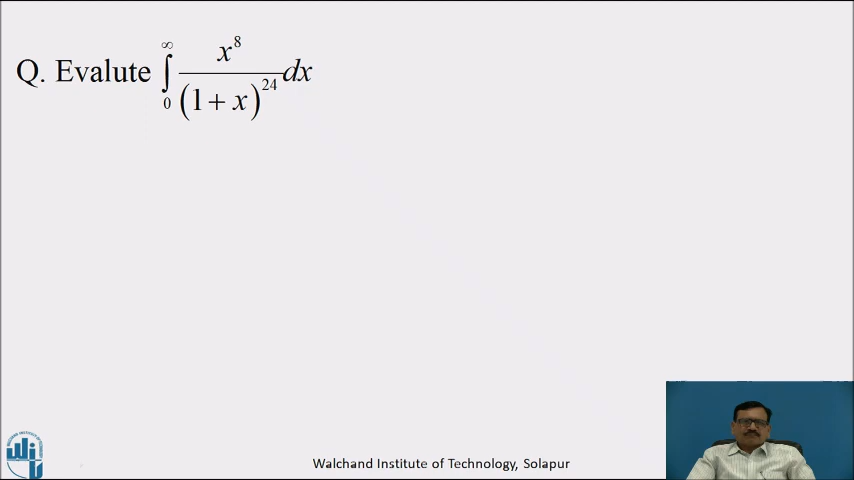 Q. Evalute ∫₀^∞ x⁸/(1 + x)²⁴ dx
Walchand Institute of Technology, Solapur